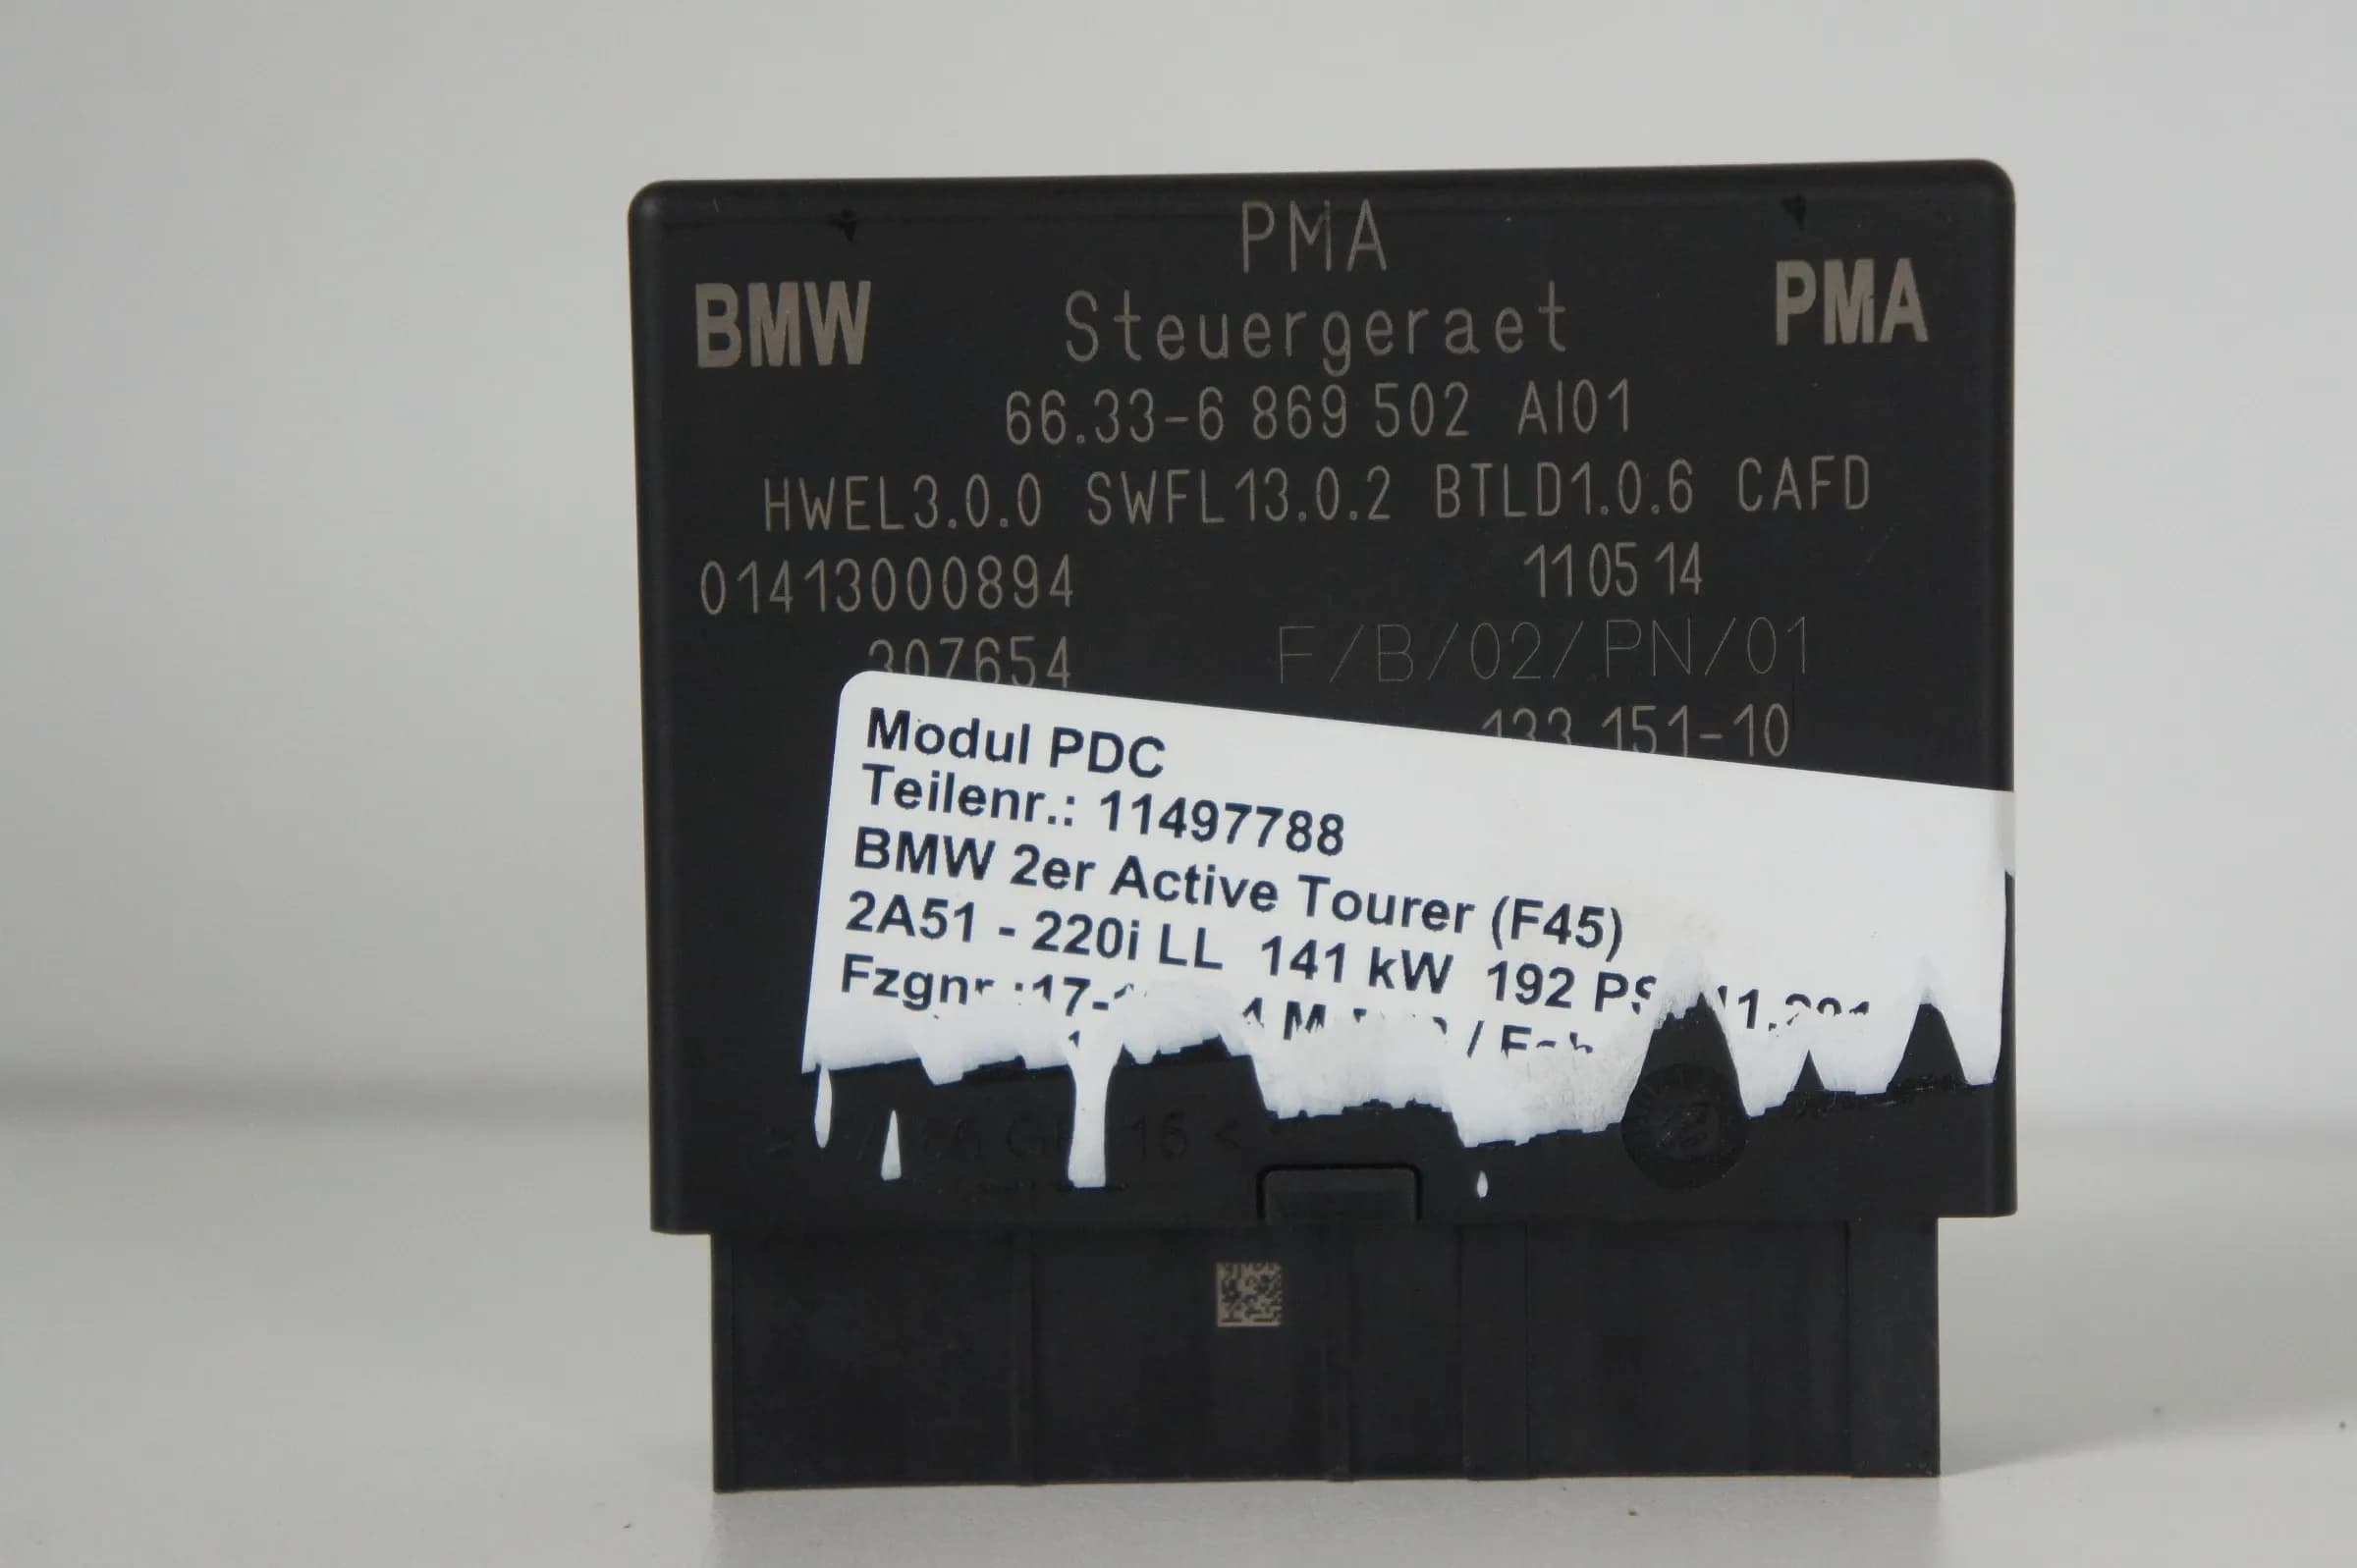 PMA
BMW Steuergeraet PMA
66.33-6 869 502 AI01
HWEL3.0.0 SWFL13.0.2 BTLD1.0.6 CAFD
01413000894 110514
307654 F/B/02/PN/01
133 151-10
Modul PDC
Teilenr.: 11497788
BMW 2er Active Tourer (F45)
2A51 - 220i LL 141 kW 192 PS
Fzgnr.:17-